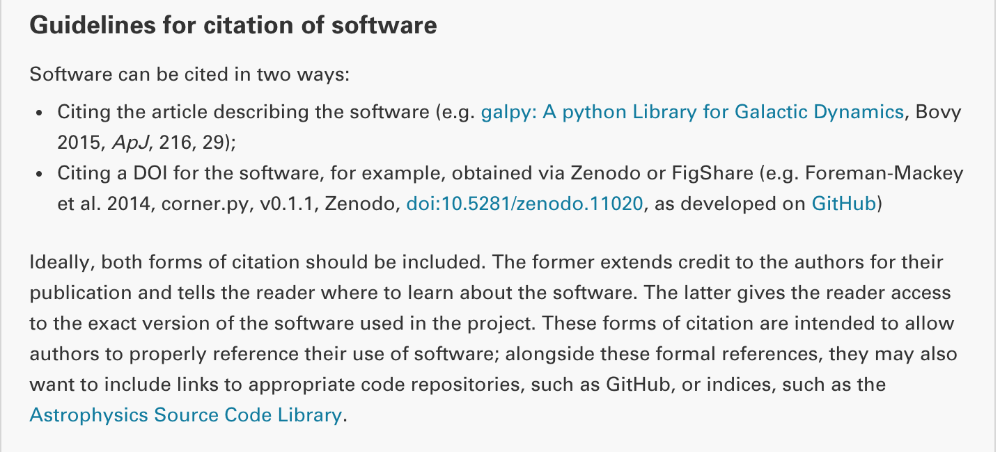 Guidelines for citation of software
Software can be cited in two ways:
• Citing the article describing the software (e.g. galpy: A python Library for Galactic Dynamics, Bovy
2015, ApJ, 216, 29);
• Citing a DOI for the software, for example, obtained via Zenodo or FigShare (e.g. Foreman-Mackey
et al. 2014, corner.py, v0.1.1, Zenodo, doi:10.5281/zenodo.11020, as developed on GitHub)
Ideally, both forms of citation should be included. The former extends credit to the authors for their
publication and tells the reader where to learn about the software. The latter gives the reader access
to the exact version of the software used in the project. These forms of citation are intended to allow
authors to properly reference their use of software; alongside these formal references, they may also
want to include links to appropriate code repositories, such as GitHub, or indices, such as the
Astrophysics Source Code Library.